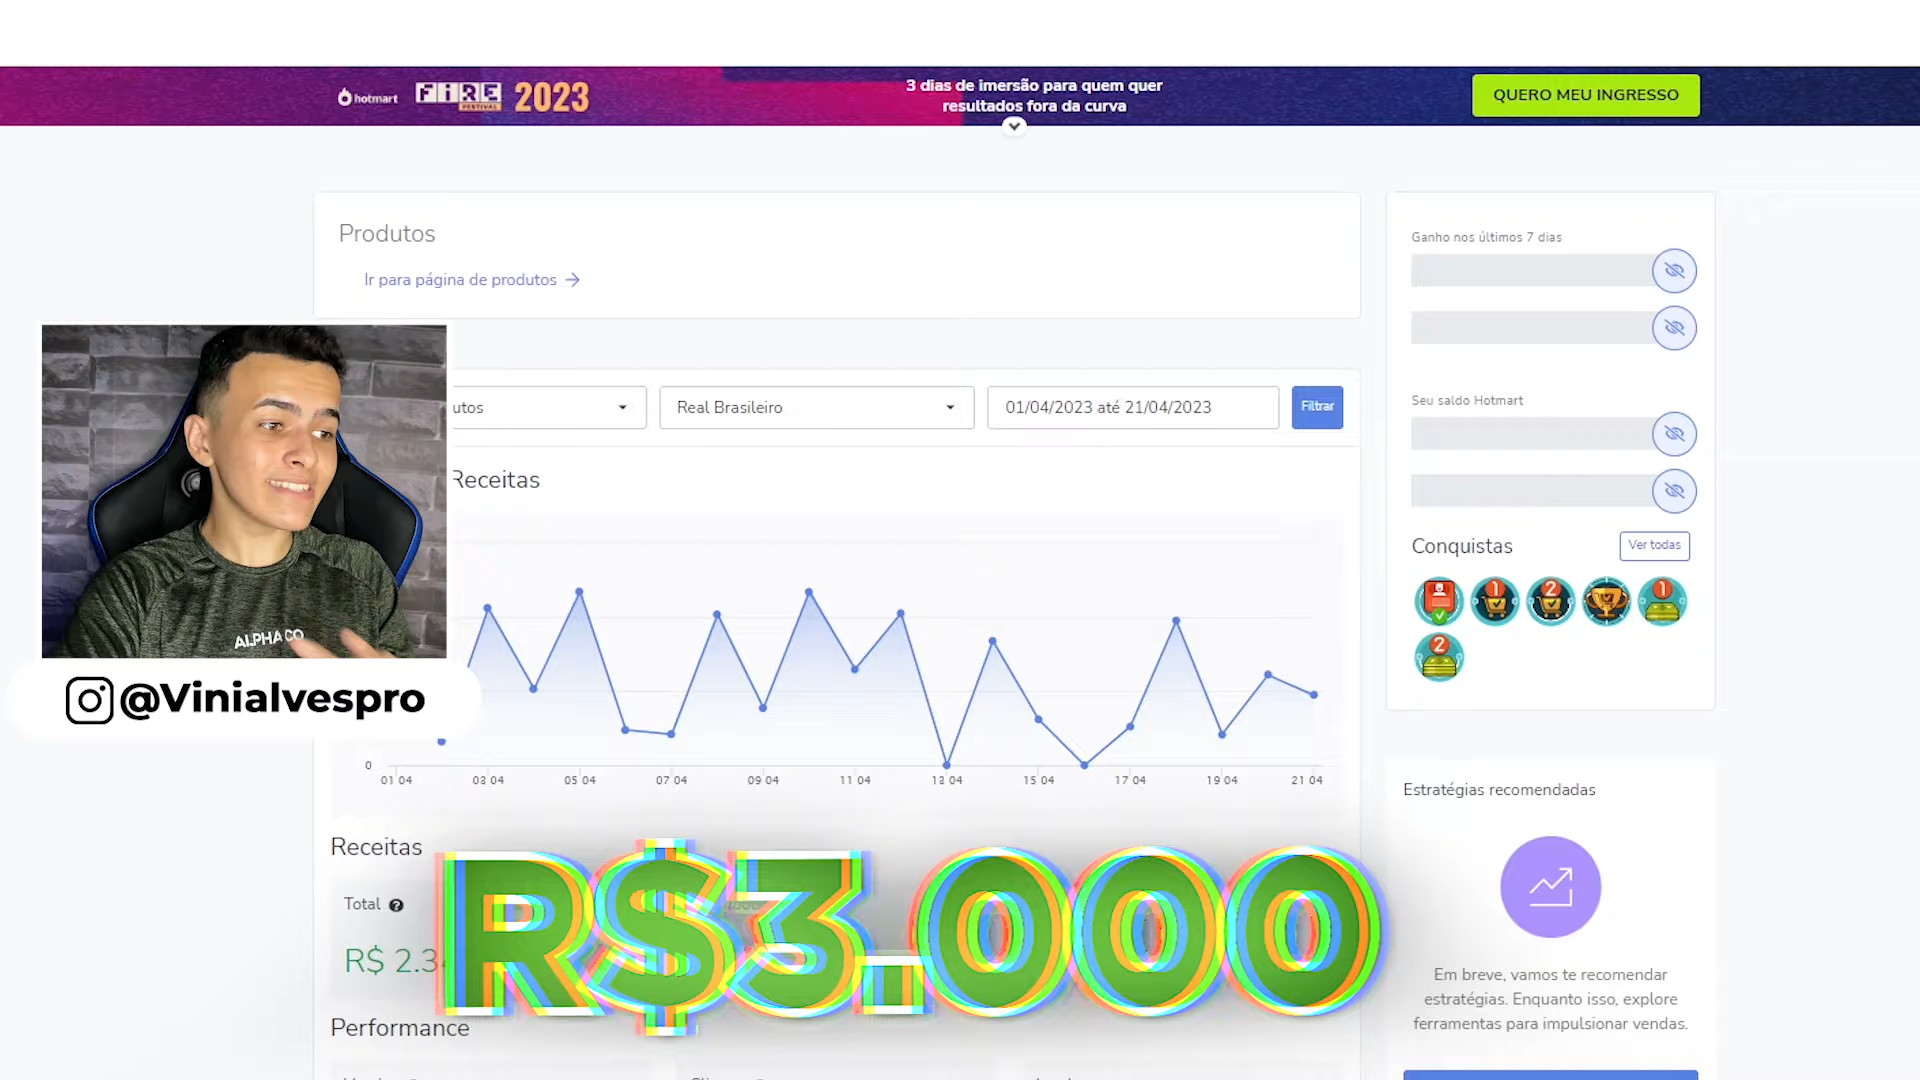 hotmart FIRE FESTIVAL 2023
3 dias de imersão para quem quer
resultados fora da curva
QUERO MEU INGRESSO
Produtos
Ir para página de produtos →
utos
Real Brasileiro
01/04/2023 até 21/04/2023
Filtrar
Receitas
0
01 04 03 04 05 04 07 04 09 04 11 04 13 04 15 04 17 04 19 04 21 04
ALPHA CO
@Vinialvespro
Receitas
Total ?
R$ 2.3
R$3.000
Performance
Ganho nos últimos 7 dias
Seu saldo Hotmart
Conquistas
Ver todas
1 2 1
2
Estratégias recomendadas
Em breve, vamos te recomendar
estratégias. Enquanto isso, explore
ferramentas para impulsionar vendas.